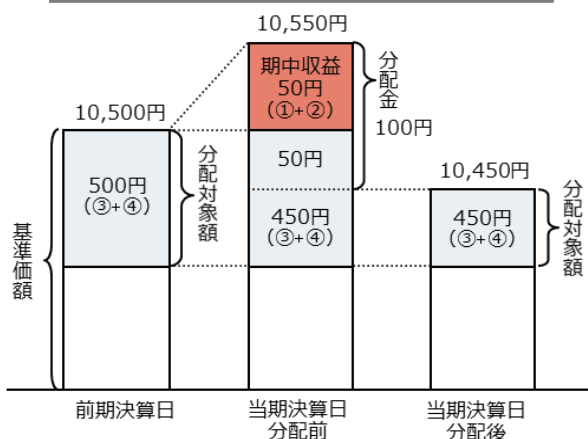 10,550円
期中収益
50円
(①+②)
分配金
100円
10,500円
500円
(③+④)
分配対象額
50円
450円
(③+④)
10,450円
450円
(③+④)
分配対象額
基準価額
前期決算日
当期決算日
分配前
当期決算日
分配後